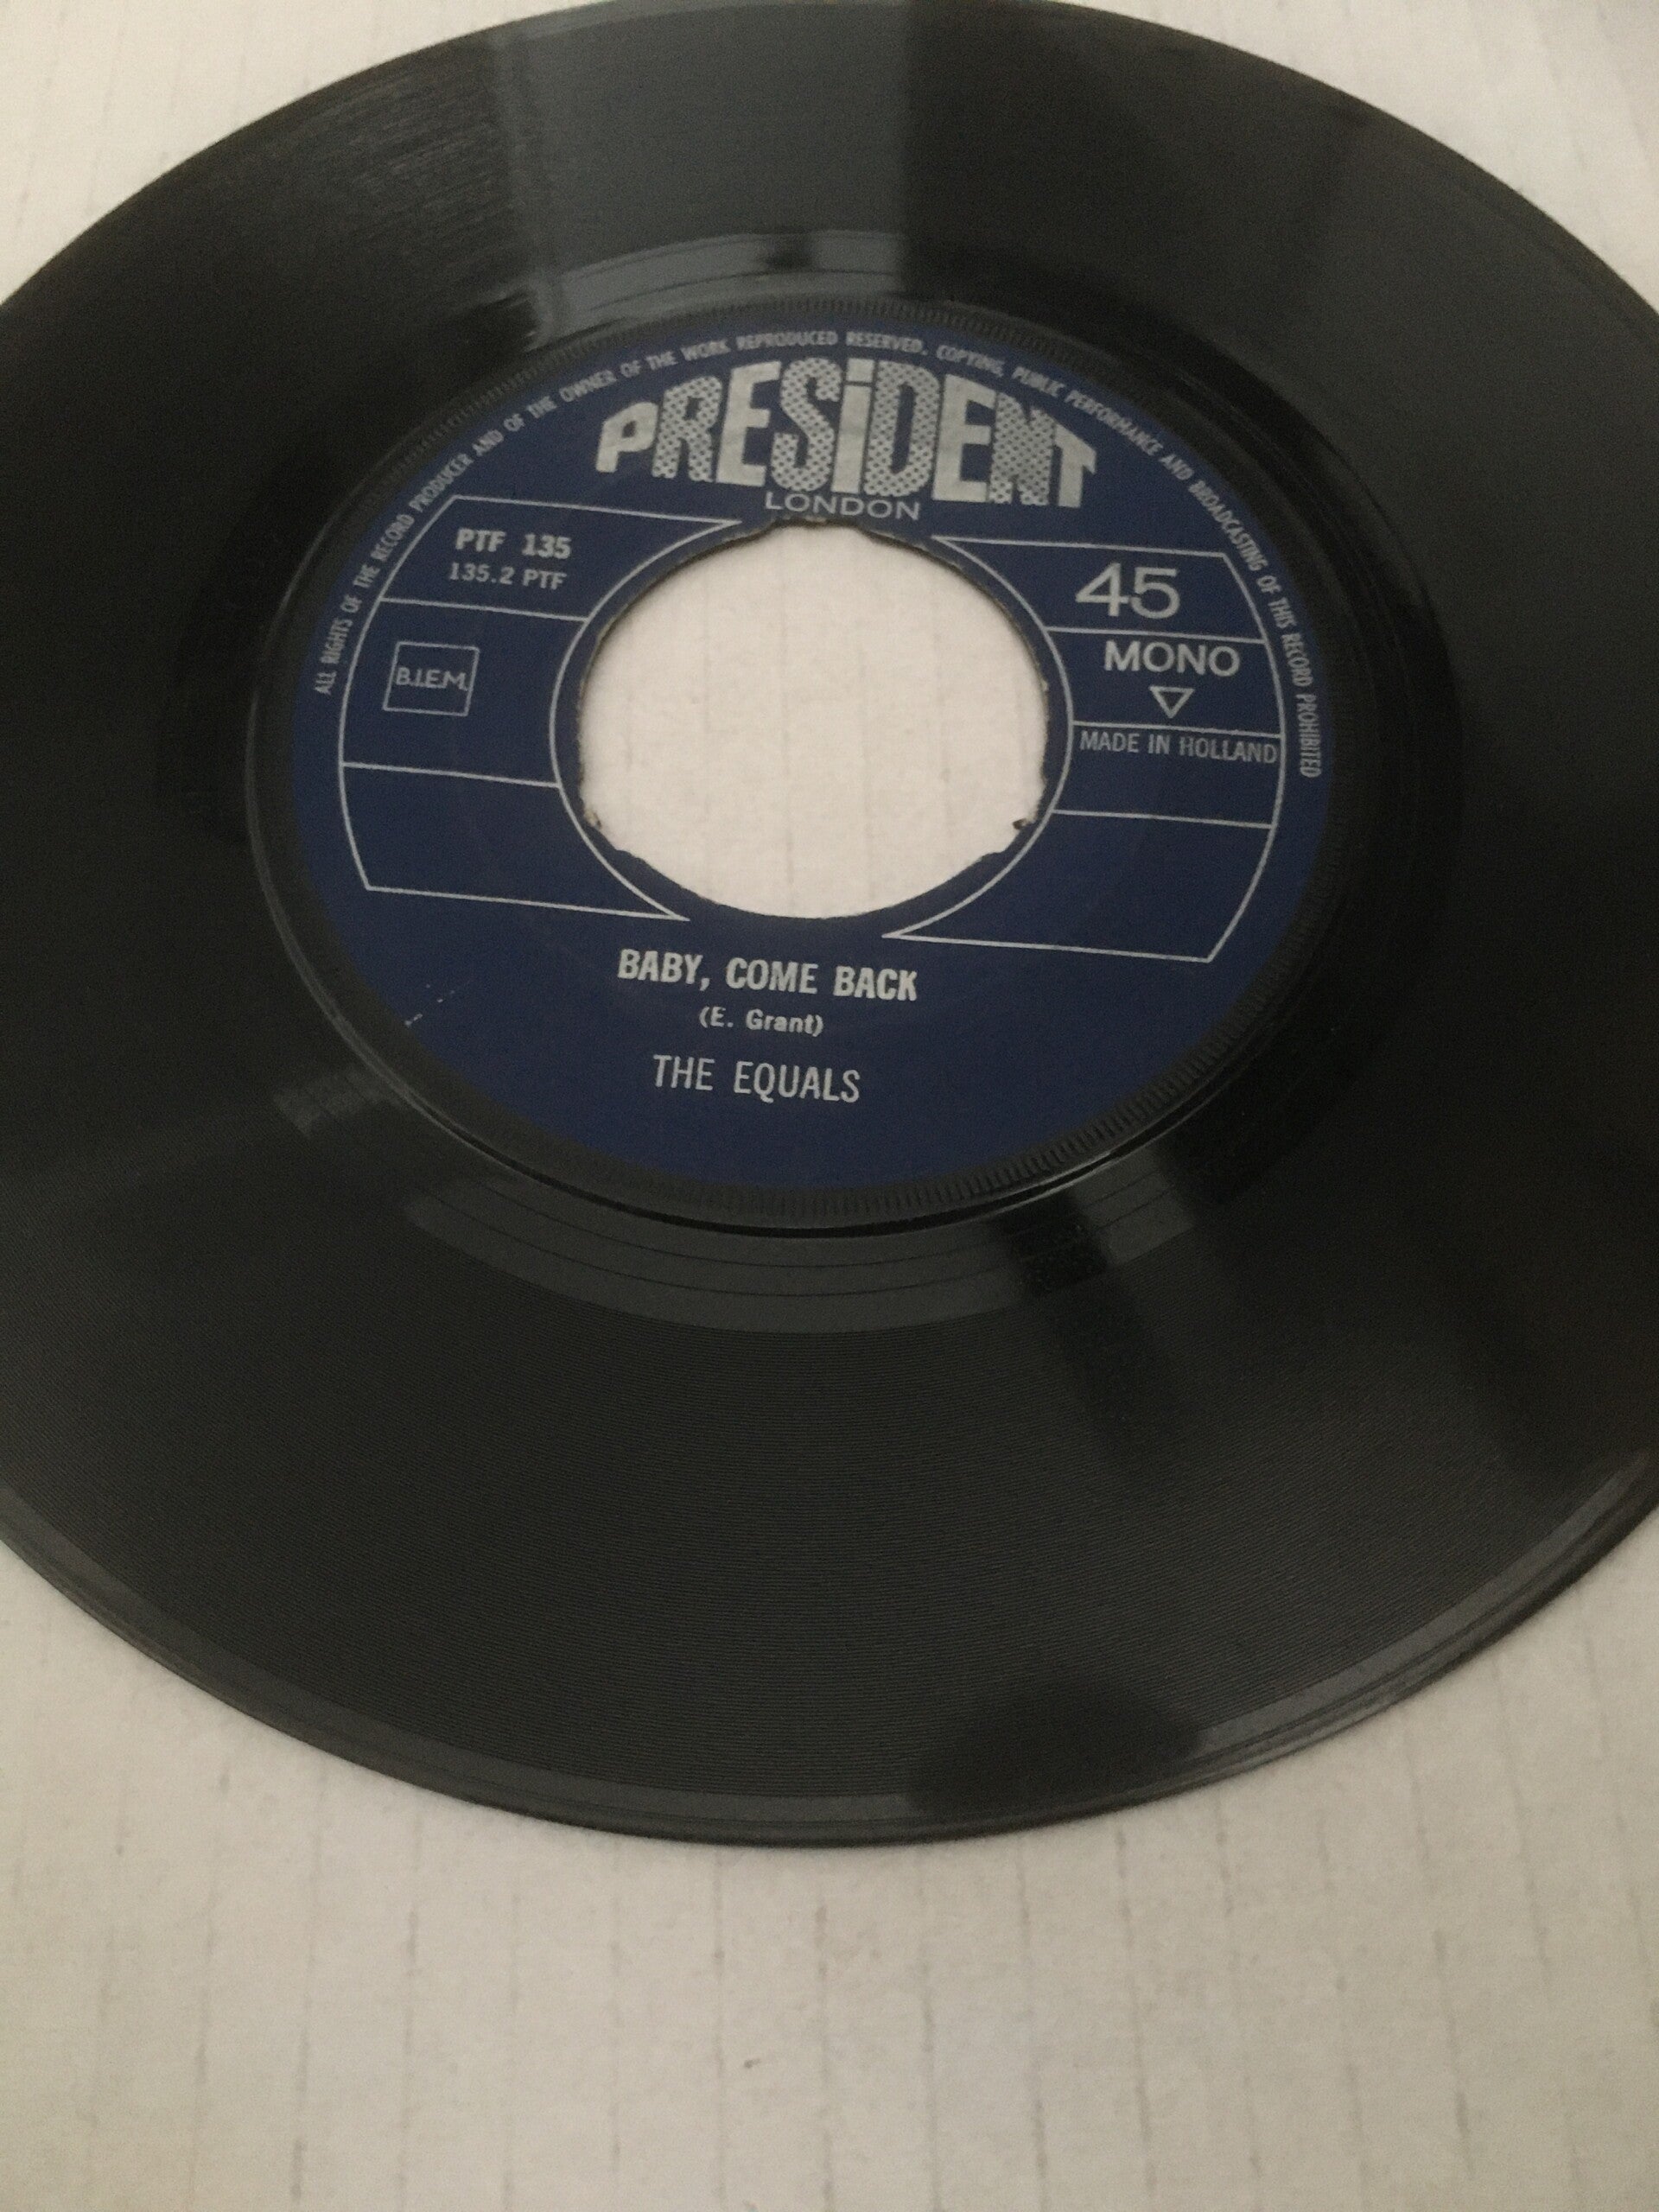 ALL RIGHTS OF THE RECORD PRODUCER AND OF THE OWNER OF THE WORK REPRODUCED RESERVED. COPYING, PUBLIC PERFORMANCE AND BROADCASTING OF THIS RECORD PROHIBITED
PRESiDENT
LONDON
PTF 135
135.2 PTF
B.I.E.M.
45
MONO
MADE IN HOLLAND
BABY, COME BACK
(E. Grant)
THE EQUALS